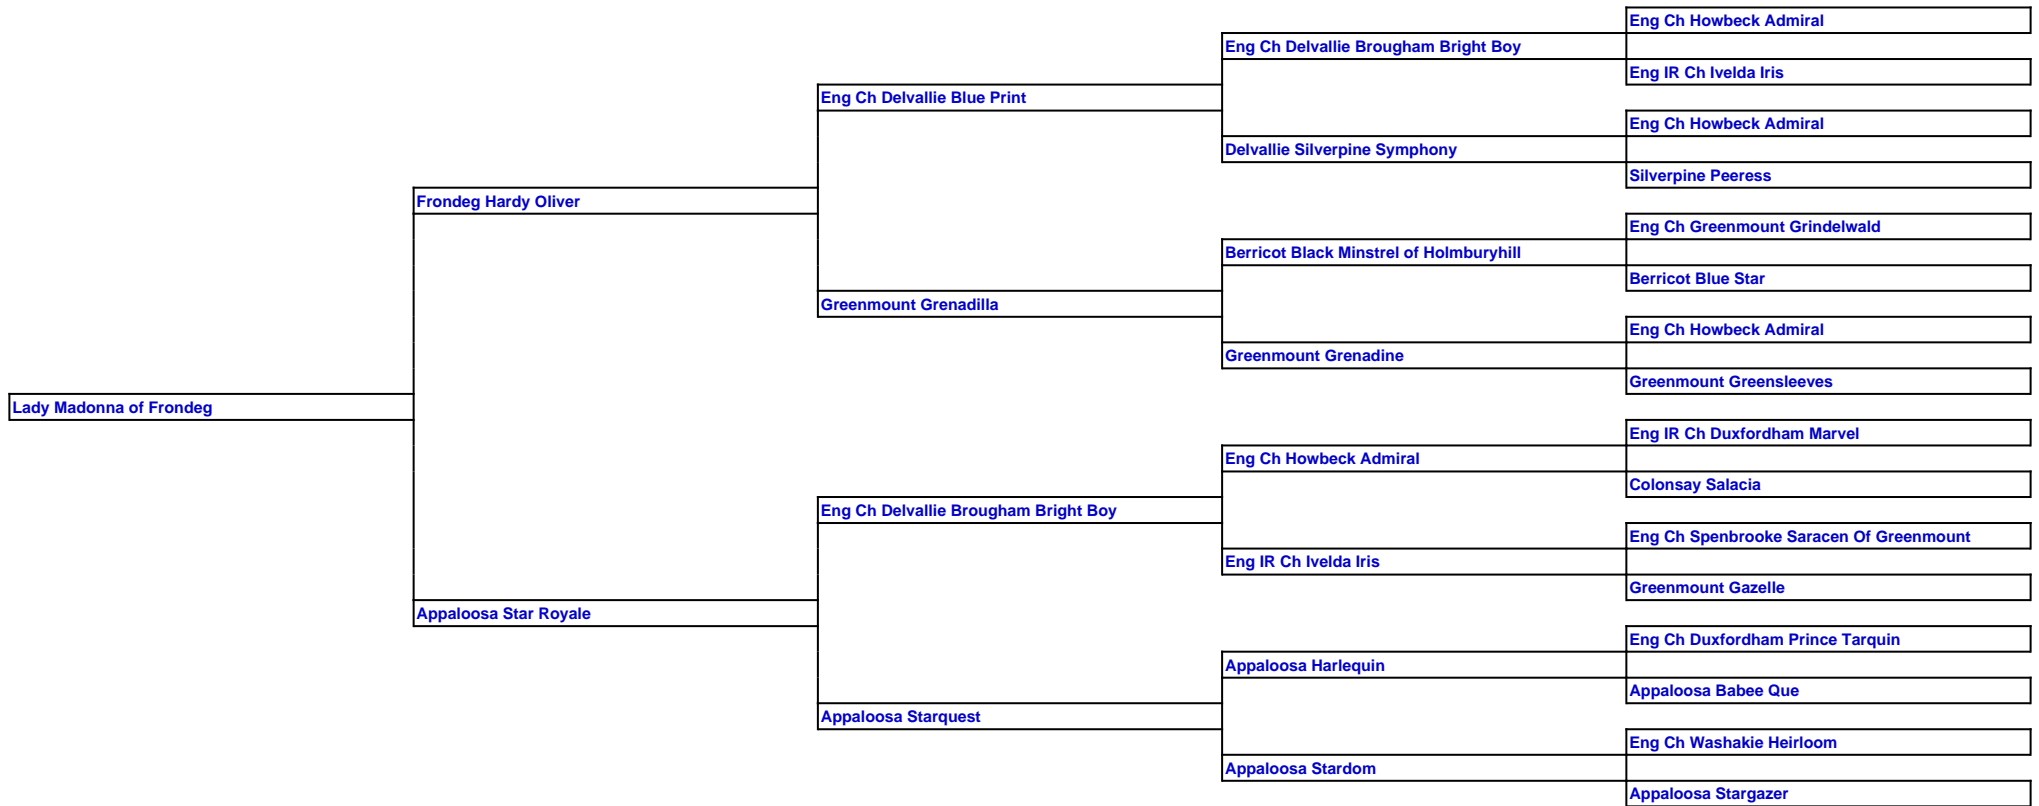 Eng Ch Howbeck Admiral
Eng Ch Delvallie Brougham Bright Boy
Eng IR Ch Ivelda Iris
Eng Ch Delvallie Blue Print
Eng Ch Howbeck Admiral
Delvallie Silverpine Symphony
Silverpine Peeress
Frondeg Hardy Oliver
Eng Ch Greenmount Grindelwald
Berricot Black Minstrel of Holmburyhill
Berricot Blue Star
Greenmount Grenadilla
Eng Ch Howbeck Admiral
Greenmount Grenadine
Greenmount Greensleeves
Lady Madonna of Frondeg
Eng IR Ch Duxfordham Marvel
Eng Ch Howbeck Admiral
Colonsay Salacia
Eng Ch Delvallie Brougham Bright Boy
Eng Ch Spenbrooke Saracen Of Greenmount
Eng IR Ch Ivelda Iris
Greenmount Gazelle
Appaloosa Star Royale
Eng Ch Duxfordham Prince Tarquin
Appaloosa Harlequin
Appaloosa Babee Que
Appaloosa Starquest
Eng Ch Washakie Heirloom
Appaloosa Stardom
Appaloosa Stargazer